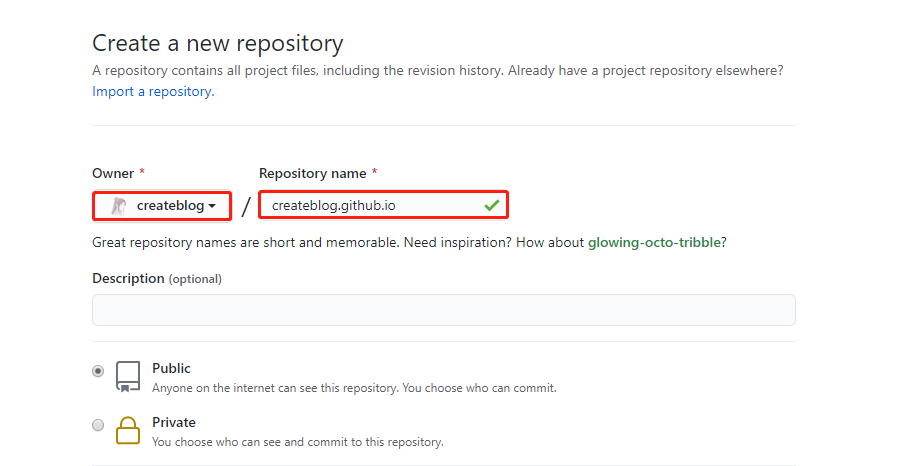 Create a new repository
A repository contains all project files, including the revision history. Already have a project repository elsewhere?
Import a repository.
Owner * Repository name *
createblog / createblog.github.io
Great repository names are short and memorable. Need inspiration? How about glowing-octo-tribble?
Description (optional)
Public
Anyone on the internet can see this repository. You choose who can commit.
Private
You choose who can see and commit to this repository.